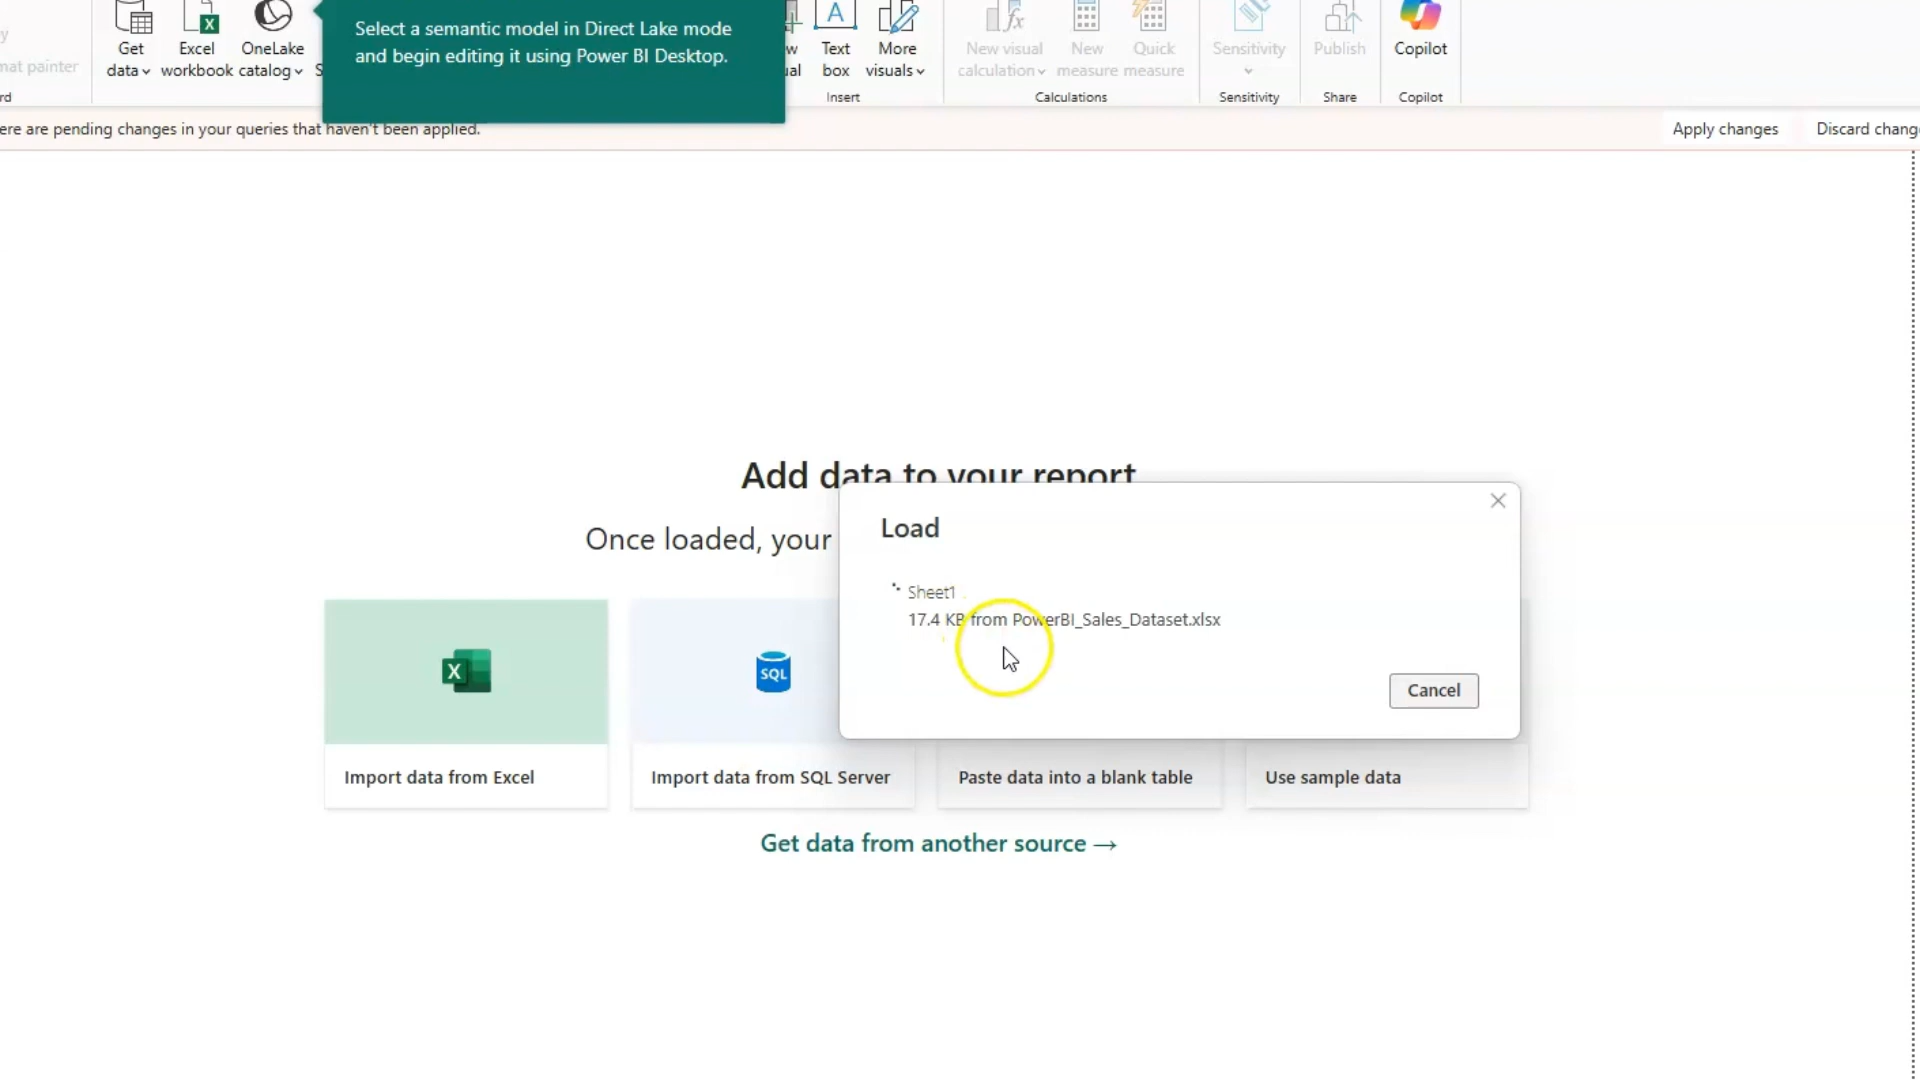 Select a semantic model in Direct Lake mode
and begin editing it using Power BI Desktop.
mat painter
Get
data
Excel
workbook
OneLake
catalog
Text
box
More
visuals
Insert
New visual
calculation
New
measure
Quick
measure
Calculations
Sensitivity
Sensitivity
Publish
Share
Copilot
Copilot
ere are pending changes in your queries that haven't been applied.
Apply changes
Discard chang
Add data to your report
Once loaded, your
Load
Sheet1
17.4 KB from PowerBI_Sales_Dataset.xlsx
Cancel
X
SQL
Import data from Excel
Import data from SQL Server
Paste data into a blank table
Use sample data
Get data from another source →